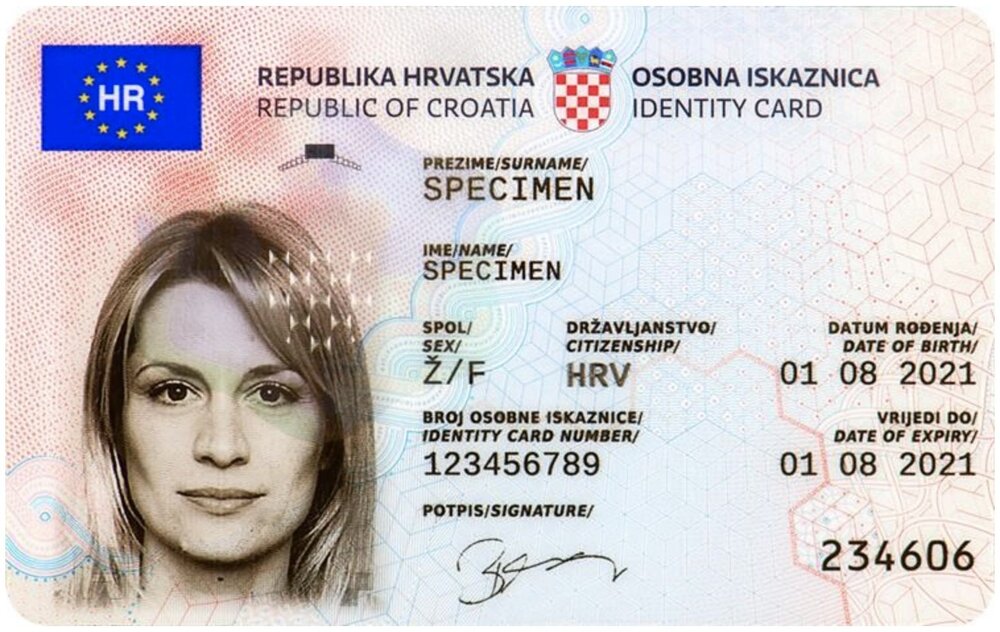 HR
REPUBLIKA HRVATSKA
REPUBLIC OF CROATIA
OSOBNA ISKAZNICA
IDENTITY CARD
PREZIME/SURNAME/
SPECIMEN
IME/NAME/
SPECIMEN
SPOL/
SEX/
Ž/F
DRŽAVLJANSTVO/
CITIZENSHIP/
HRV
DATUM ROĐENJA/
DATE OF BIRTH/
01 08 2021
BROJ OSOBNE ISKAZNICE/
IDENTITY CARD NUMBER/
123456789
VRIJEDI DO/
DATE OF EXPIRY/
01 08 2021
POTPIS/SIGNATURE/
234606